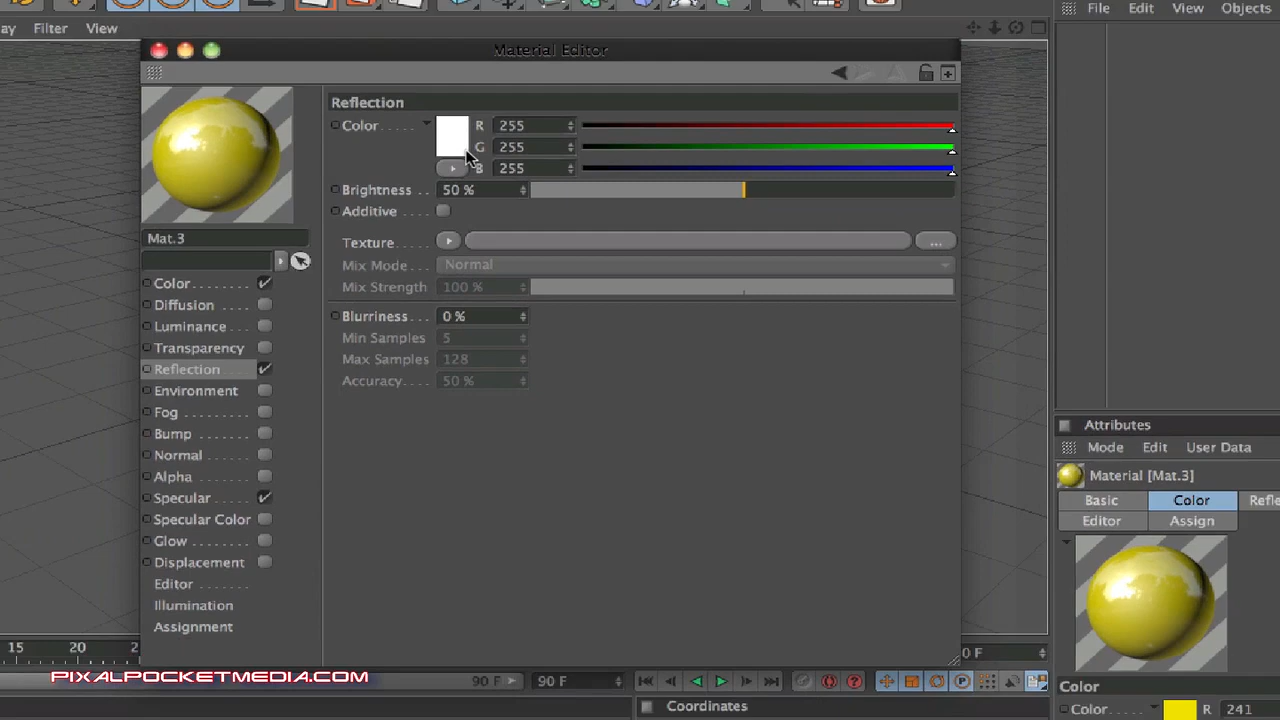 ay Filter View
File Edit View Objects
Material Editor
Reflection
Color R 255
G 255
B 255
Brightness 50 %
Additive
Texture ...
Mix Mode Normal
Mix Strength 100 %
Blurriness 0 %
Min Samples 5
Max Samples 128
Accuracy 50 %
Mat.3
Color
Diffusion
Luminance
Transparency
Reflection
Environment
Fog
Bump
Normal
Alpha
Specular
Specular Color
Glow
Displacement
Editor
Illumination
Assignment
Attributes
Mode Edit User Data
Material [Mat.3]
Basic Color Refle
Editor Assign
Color
Color R 241
15 20 2 0 F
PIXALPOCKETMEDIA.COM
90 F 90 F
Coordinates